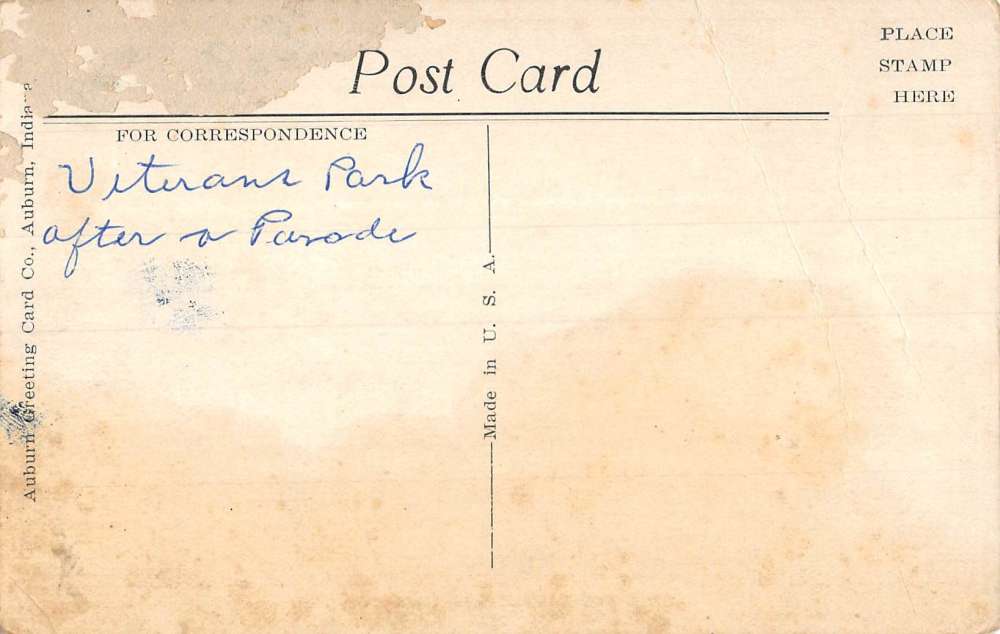 Post Card
PLACE
STAMP
HERE
FOR CORRESPONDENCE
Veterans Park
after a Parade
Made in U. S. A.
Auburn Greeting Card Co., Auburn, Indiana